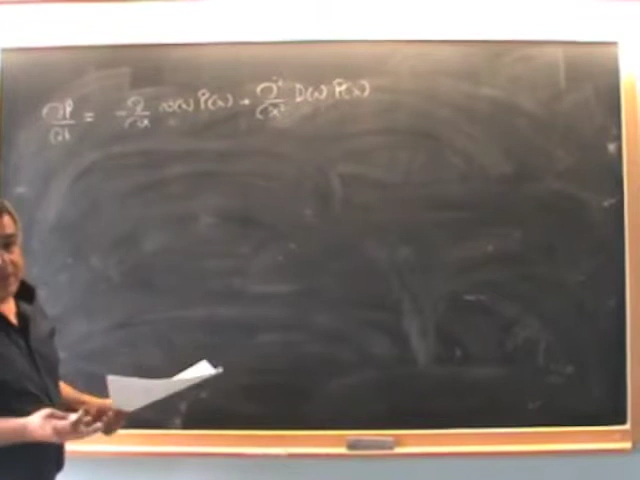 ∂P/∂t = -∂/∂x v(x) P(x) + ∂²/∂x² D(x) P(x)